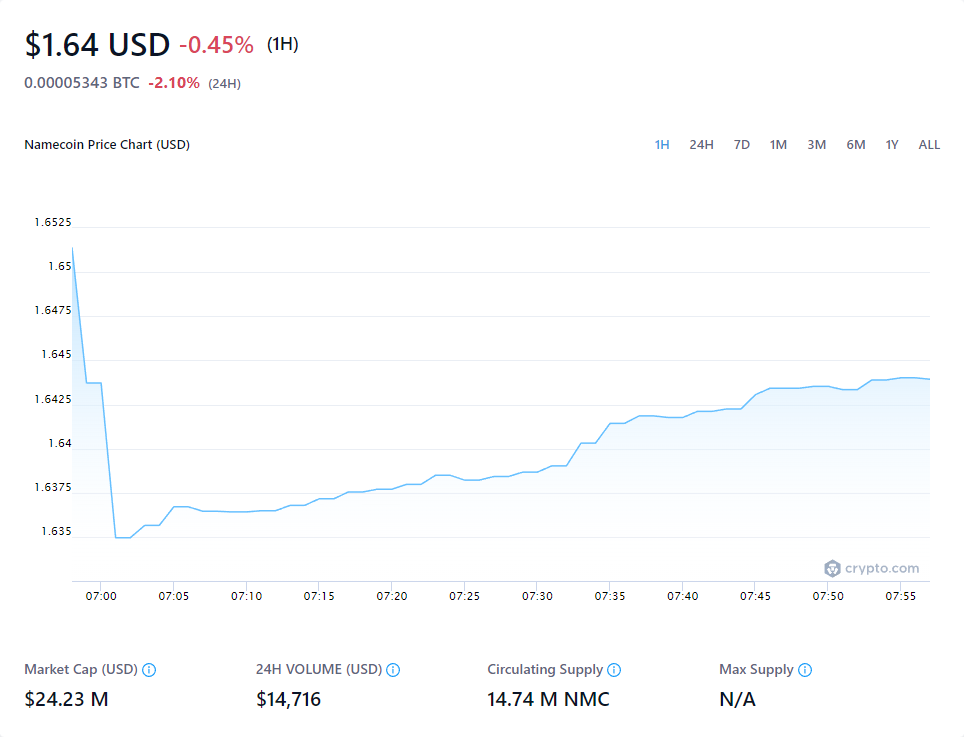 $1.64 USD -0.45% (1H)
0.00005343 BTC -2.10% (24H)
Namecoin Price Chart (USD) 1H 24H 7D 1M 3M 6M 1Y ALL
1.6525
1.65
1.6475
1.645
1.6425
1.64
1.6375
1.635
crypto.com
07:00 07:05 07:10 07:15 07:20 07:25 07:30 07:35 07:40 07:45 07:50 07:55
Market Cap (USD) 24H VOLUME (USD) Circulating Supply Max Supply
$24.23 M $14,716 14.74 M NMC N/A